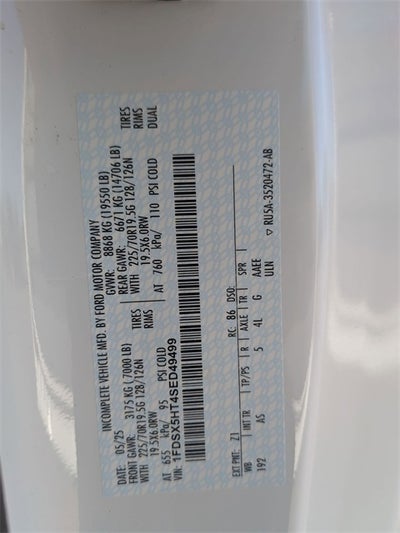 INCOMPLETE VEHICLE MFD. BY FORD MOTOR COMPANY
DATE: 05/25 GVWR: 8868 KG (19550 LB)
FRONT GAWR: 3175 KG (7000 LB) REAR GAWR: 6671 KG (14706 LB)
WITH 225/70R19.5G 128/126N TIRES WITH 225/70R19.5G 128/126N TIRES
19.5X6.0RW RIMS 19.5X6.0RW RIMS
AT 655 kPa/ 95 PSI COLD AT 760 kPa/ 110 PSI COLD DUAL
VIN: 1FDSX5HT4SED49499
EXT PNT: Z1 RC: 86 DSO:
WB INT TR TP/PS R AXLE TR SPR
192 AS 5 4L G AAEE
ULN
▽ RU5A-3520472-AB